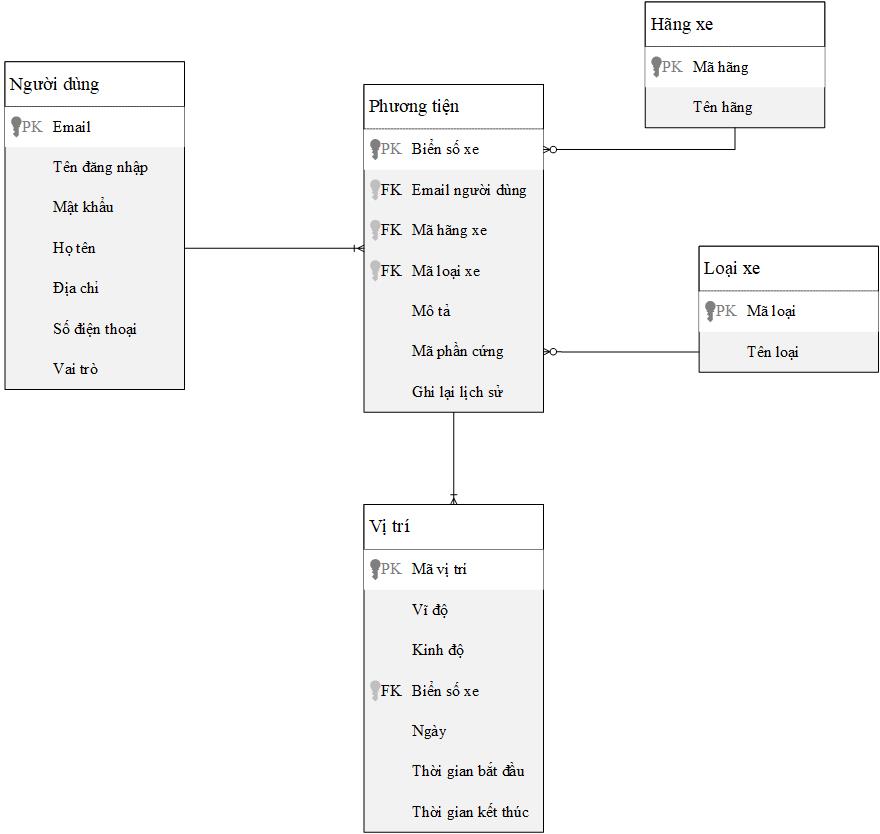 Người dùng
PK Email
Tên đăng nhập
Mật khẩu
Họ tên
Địa chỉ
Số điện thoại
Vai trò
Phương tiện
PK Biển số xe
FK Email người dùng
FK Mã hãng xe
FK Mã loại xe
Mô tả
Mã phần cứng
Ghi lại lịch sử
Hãng xe
PK Mã hãng
Tên hãng
Loại xe
PK Mã loại
Tên loại
Vị trí
PK Mã vị trí
Vĩ độ
Kinh độ
FK Biển số xe
Ngày
Thời gian bắt đầu
Thời gian kết thúc